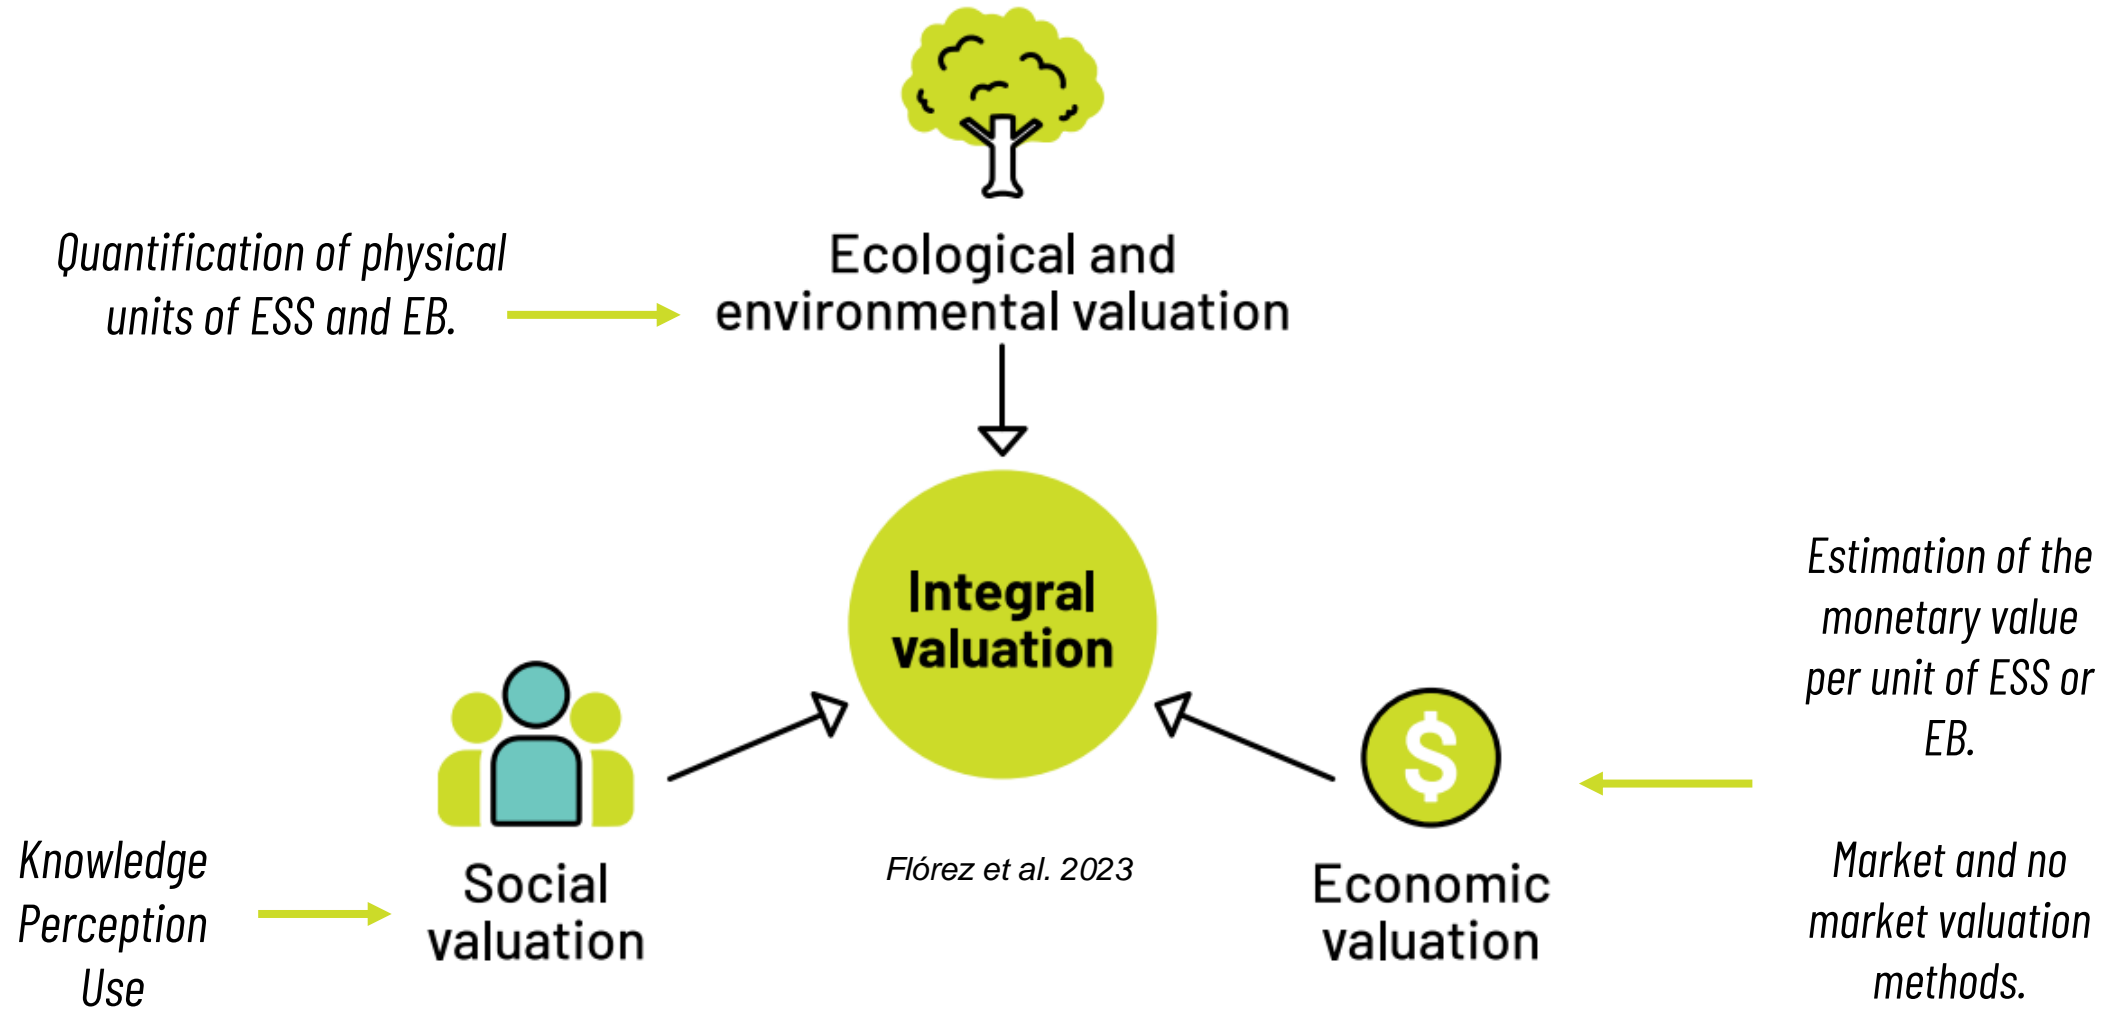 Quantification of physical
units of ESS and EB.
Ecological and
environmental valuation
Integral
valuation
Estimation of the
monetary value
per unit of ESS or
EB.
Market and no
market valuation
methods.
Knowledge
Perception
Use
Social
valuation
Flórez et al. 2023
$
Economic
valuation